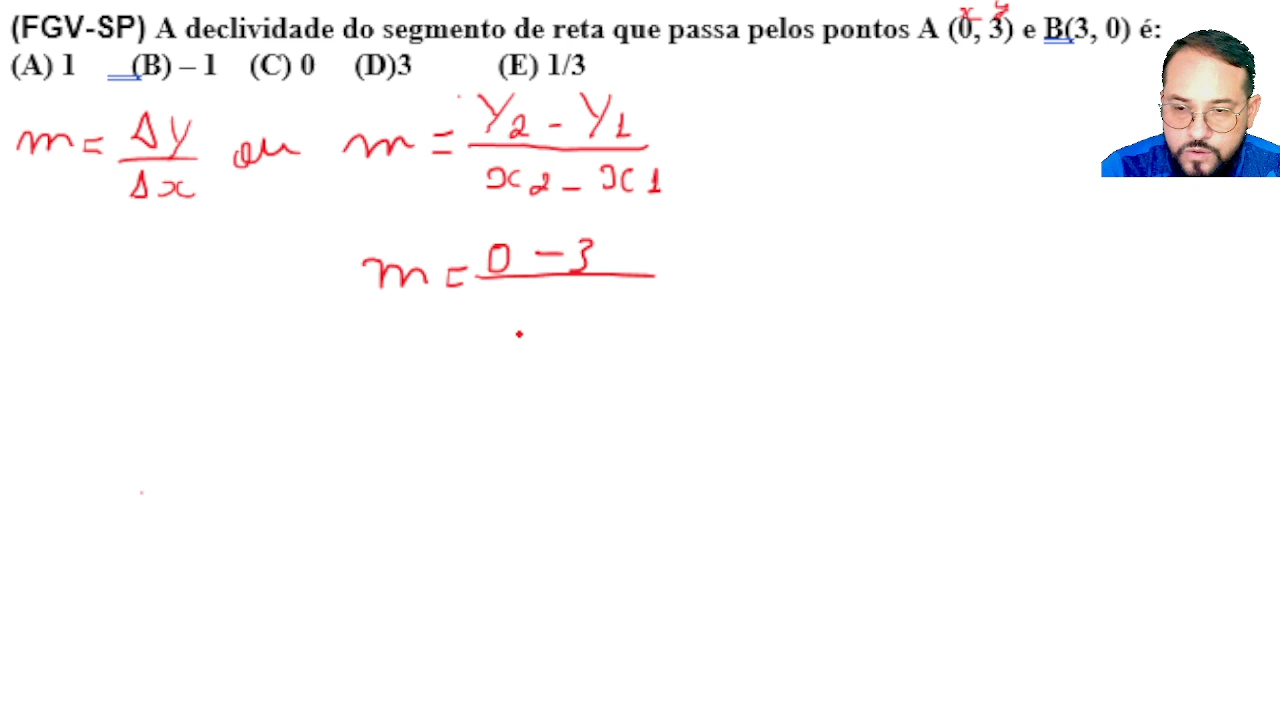 (FGV-SP) A declividade do segmento de reta que passa pelos pontos A (0, 3) e B(3, 0) é:
x y
(A) 1 (B) – 1 (C) 0 (D)3 (E) 1/3
m = Δy/Δx ou m = y2 - y1/x2 - x1
m = 0 - 3